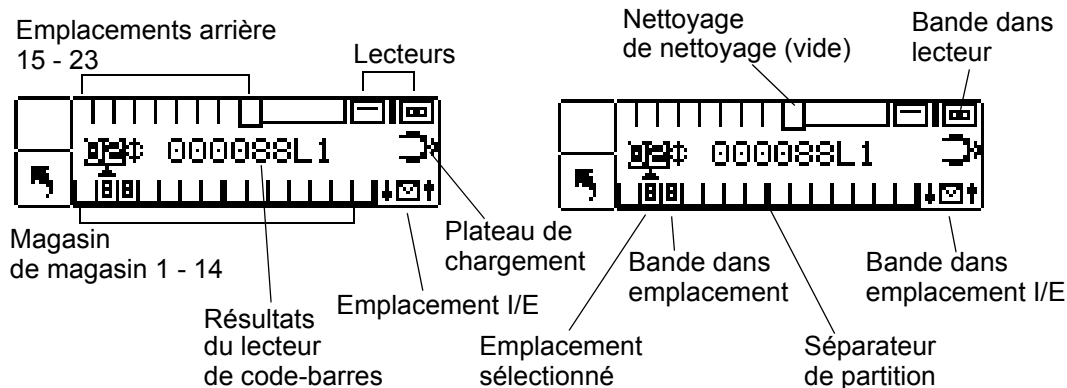 Emplacements arrière
15 - 23
Lecteurs
Nettoyage
de nettoyage (vide)
Bande dans
lecteur
02 000088L1
02 000088L1
Magasin
de magasin 1 - 14
Plateau de
chargement
Emplacement I/E
Résultats
du lecteur
de code-barres
Bande dans
emplacement
Bande dans
emplacement I/E
Emplacement
sélectionné
Séparateur
de partition